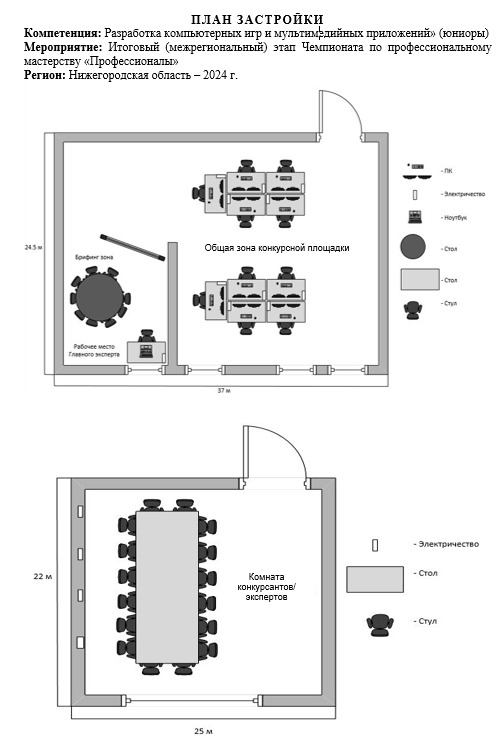 ПЛАН ЗАСТРОЙКИ
Компетенция: Разработка компьютерных игр и мультимедийных приложений» (юниоры)
Мероприятие: Итоговый (межрегиональный) этап Чемпионата по профессиональному
мастерству «Профессионалы»
Регион: Нижегородская область – 2024 г.
- ПК
- Электричество
- Ноутбук
- Стол
- Стол
- Стул
24.5 м
Общая зона конкурсной площадки
Брифинг зона
Рабочее место
Главного эксперта
37 м
- Электричество
- Стол
- Стул
22 м
Комната
конкурсантов/
экспертов
25 м